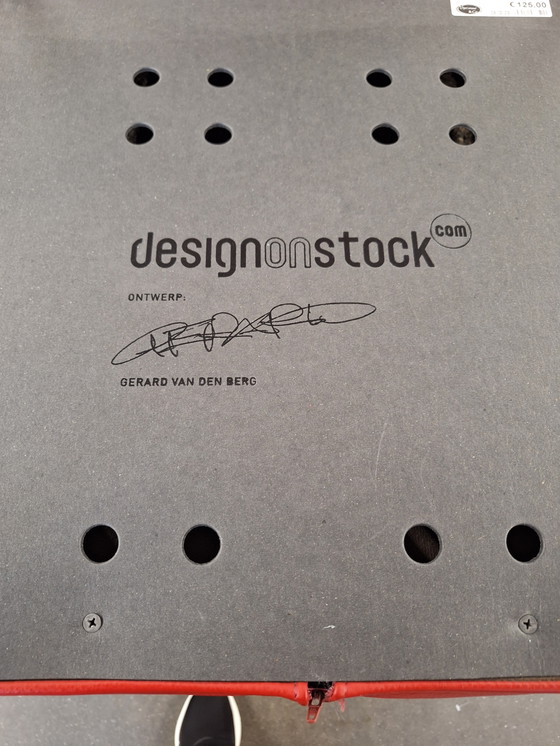 € 125,00
designonstock com
ONTWERP:
GERARD VAN DEN BERG